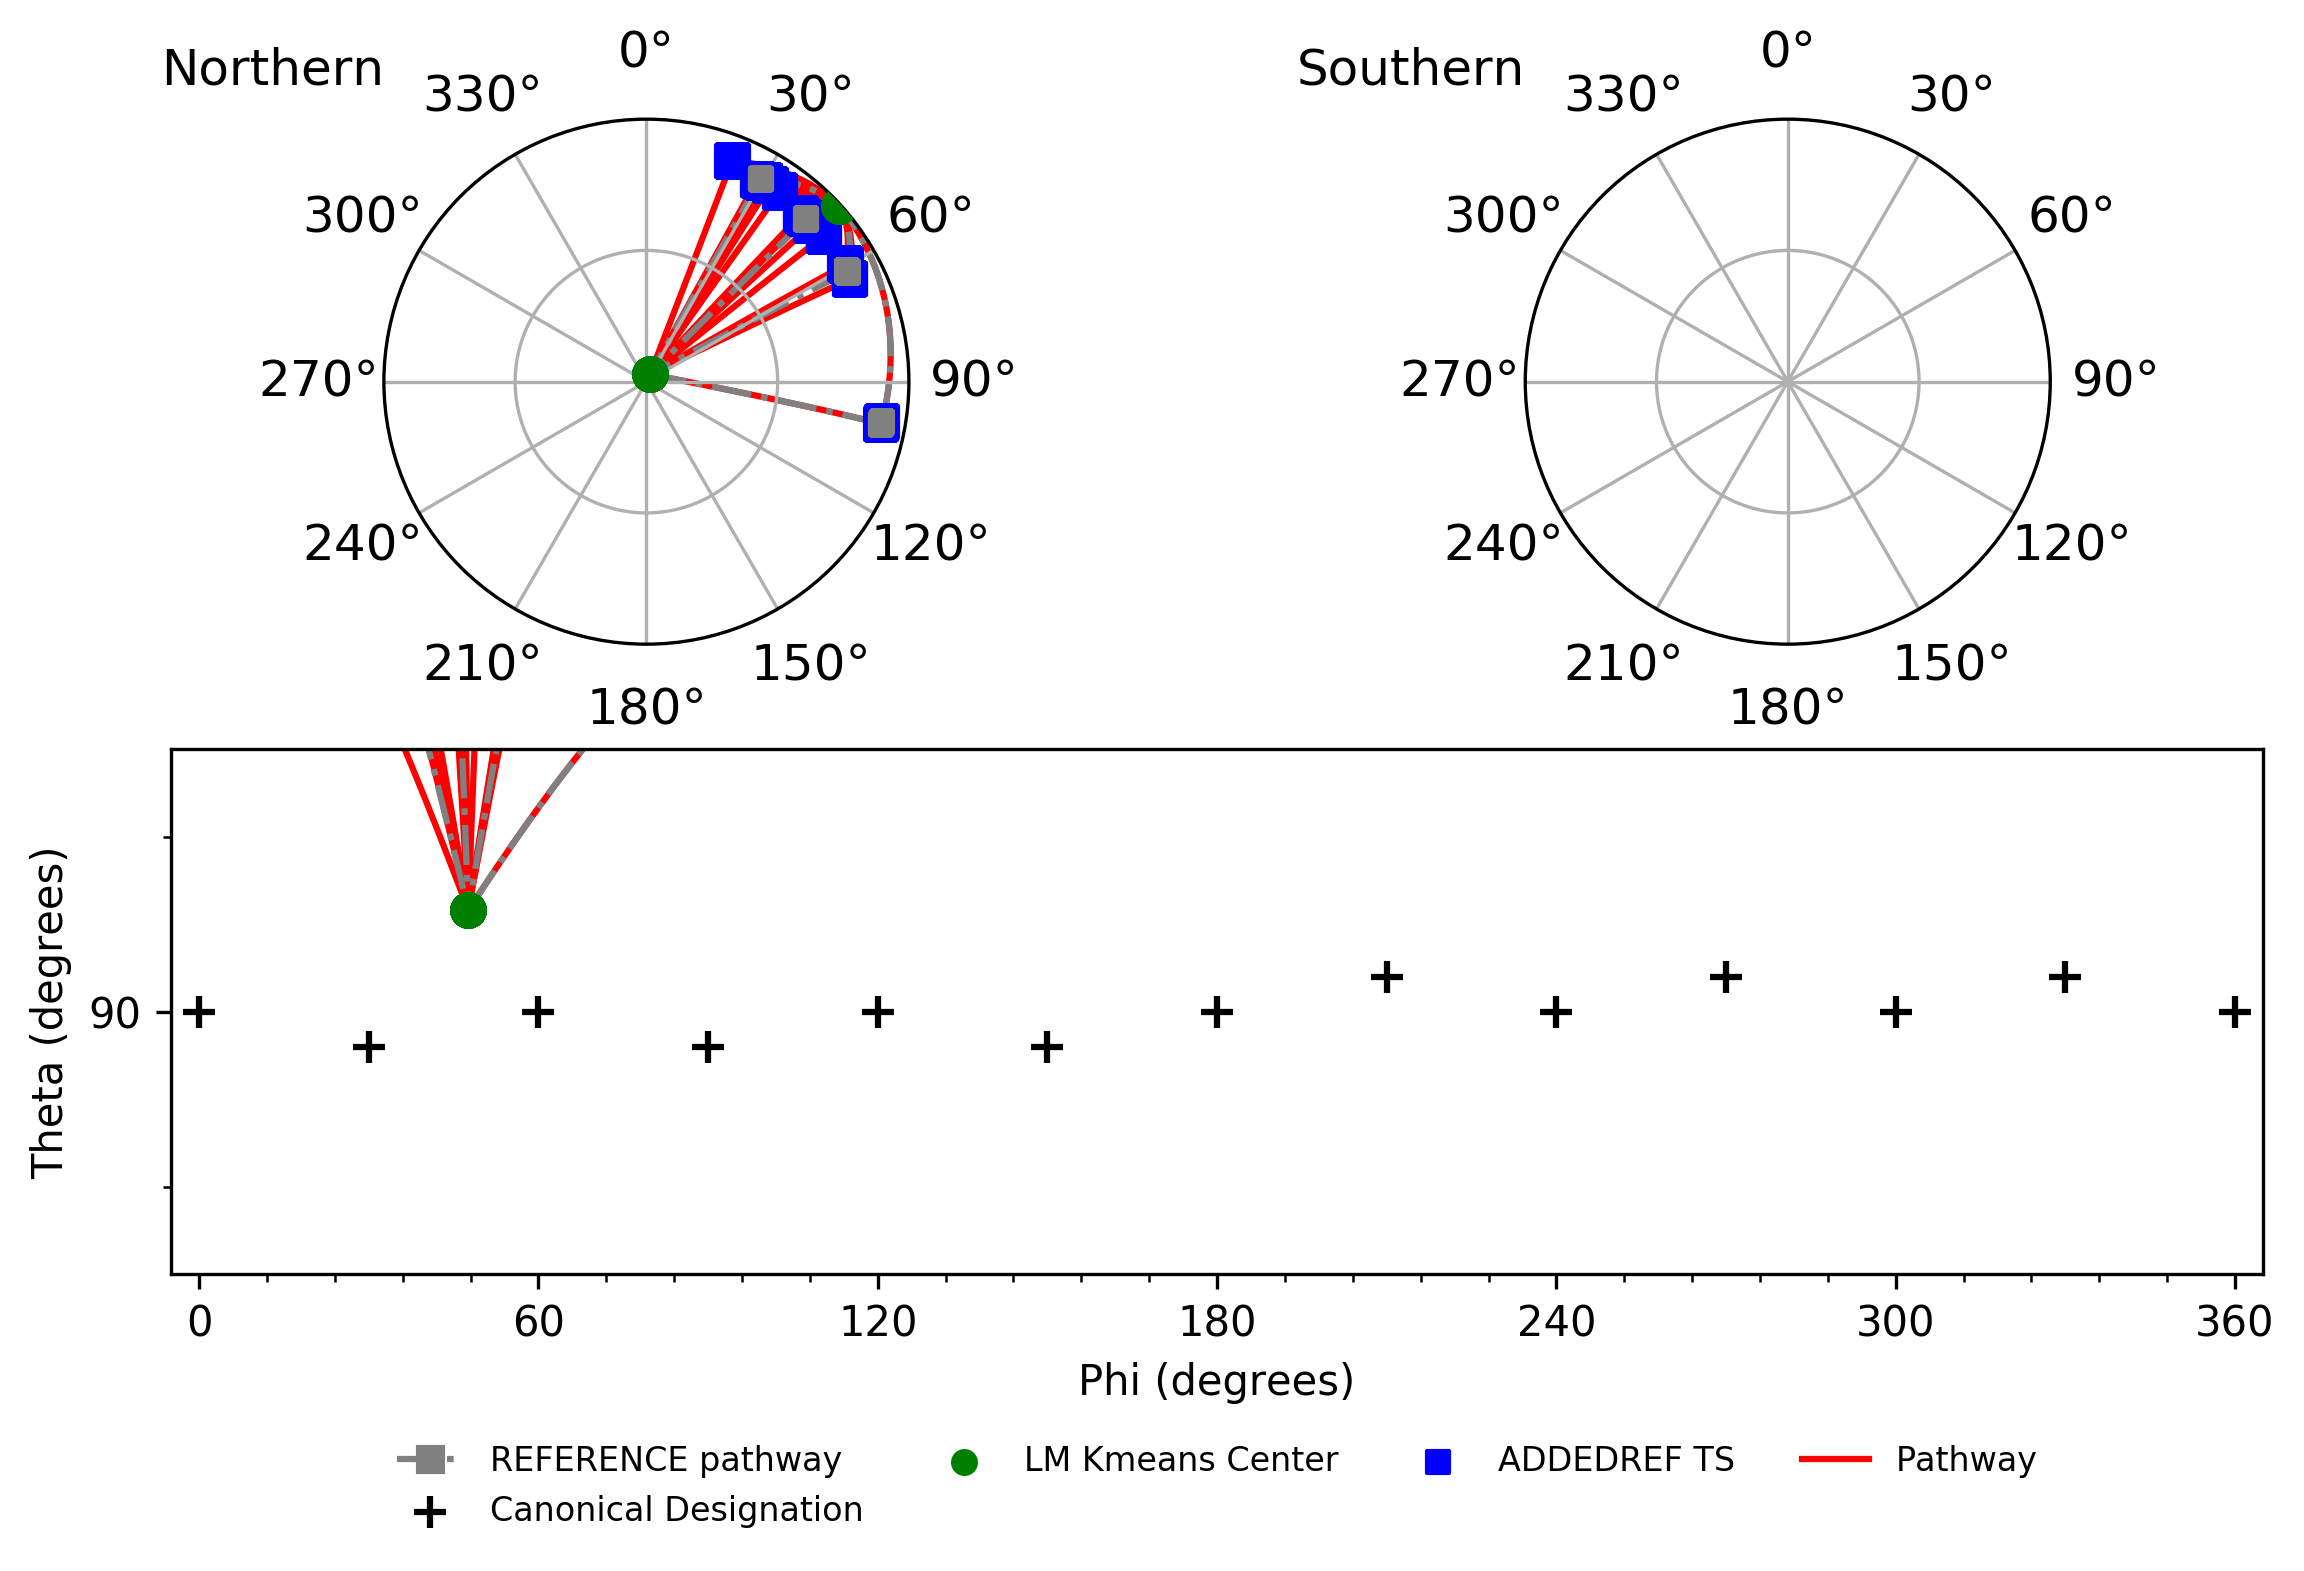 Northern
0°
330°
30°
300°
60°
270°
90°
240°
120°
210°
150°
180°
Southern
0°
330°
30°
300°
60°
270°
90°
240°
120°
210°
150°
180°
Theta (degrees)
90
0 60 120 180 240 300 360
Phi (degrees)
REFERENCE pathway
Canonical Designation
LM Kmeans Center
ADDEDREF TS
Pathway